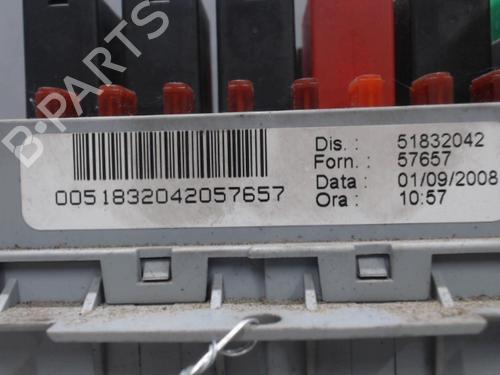 B-PARTS
Dis. : 51832042
Forn. : 57657
Data : 01/09/2008
Ora : 10:57
0051832042057657